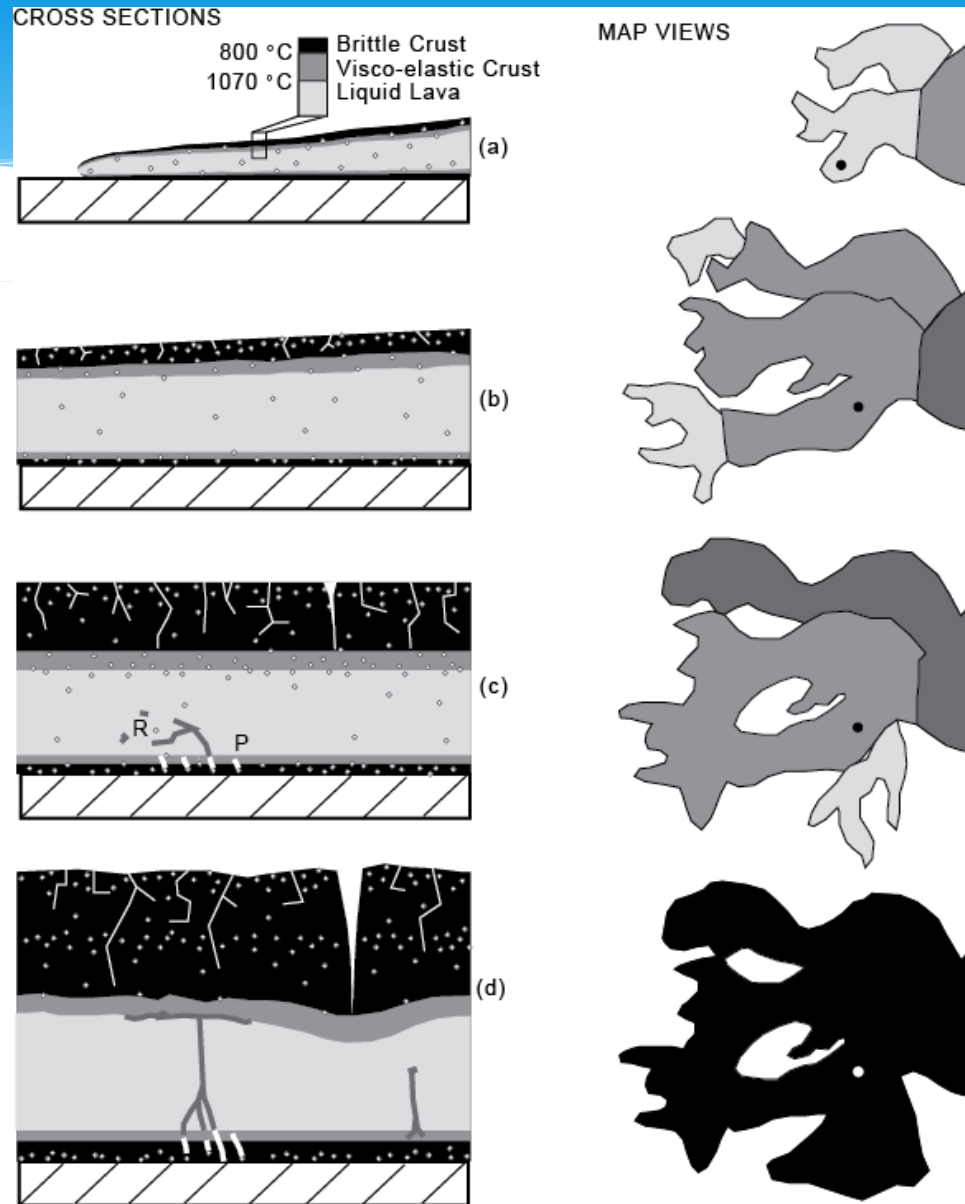 CROSS SECTIONS
MAP VIEWS
800 °C
Brittle Crust
1070 °C
Visco-elastic Crust
Liquid Lava
(a)
(b)
(c)
R
P
(d)